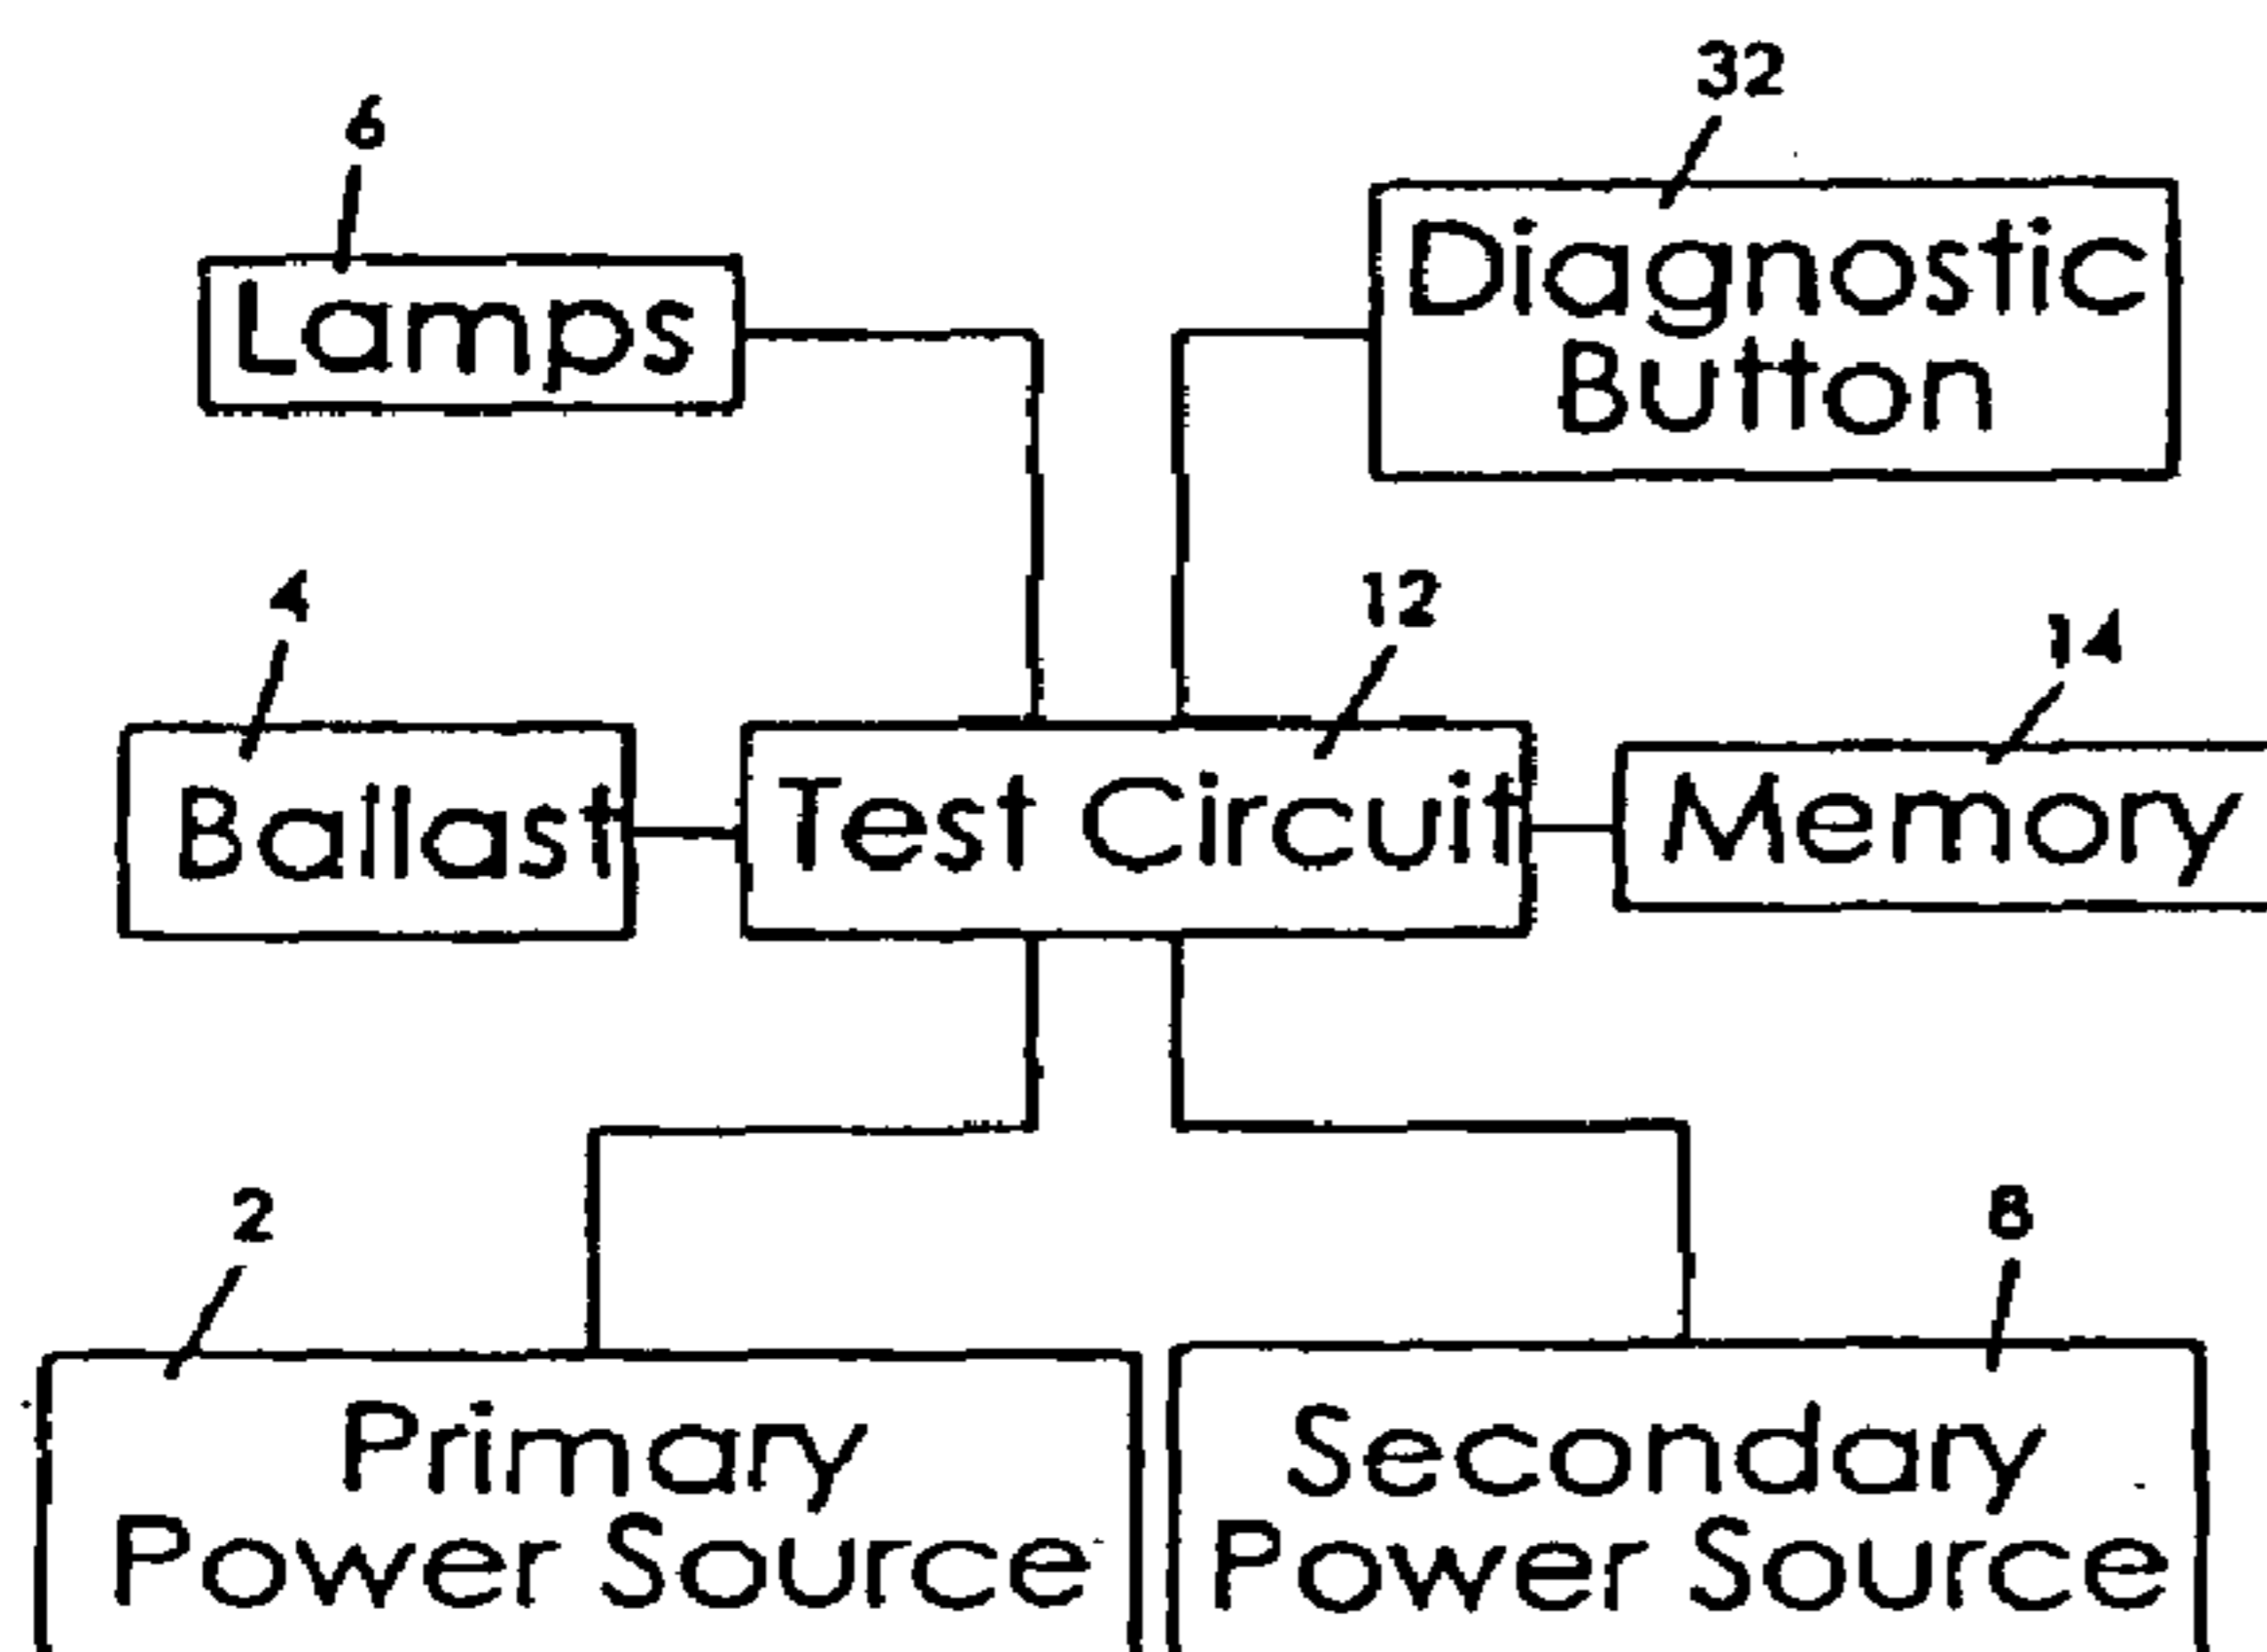 32
6
Diagnostic
Button
Lamps
4
12
14
Ballast
Test Circuit
Memory
2
8
Primary
Power Source
Secondary
Power Source